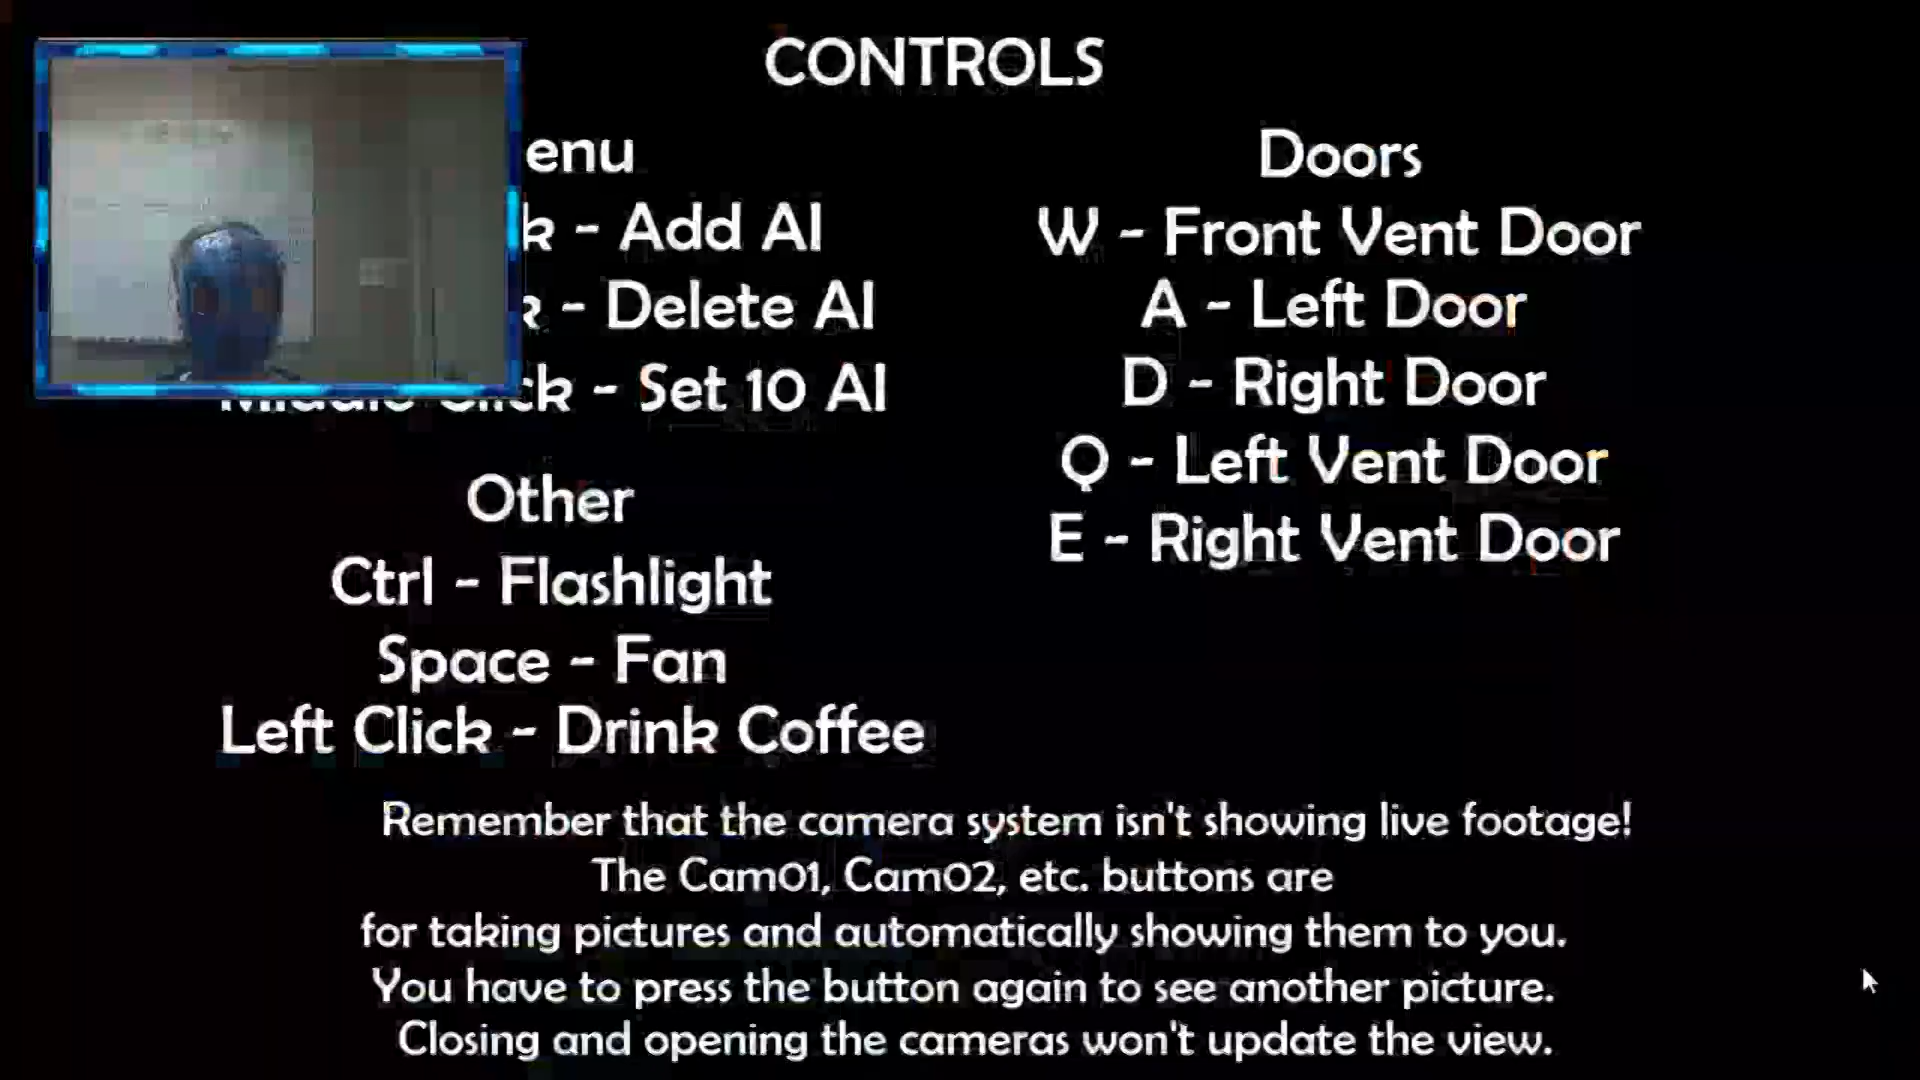 CONTROLS
enu
k - Add AI
k - Delete AI
Middle Click - Set 10 AI
Other
Ctrl - Flashlight
Space - Fan
Left Click - Drink Coffee
Doors
W - Front Vent Door
A - Left Door
D - Right Door
Q - Left Vent Door
E - Right Vent Door
Remember that the camera system isn't showing live footage!
The Cam01, Cam02, etc. buttons are
for taking pictures and automatically showing them to you.
You have to press the button again to see another picture.
Closing and opening the cameras won't update the view.